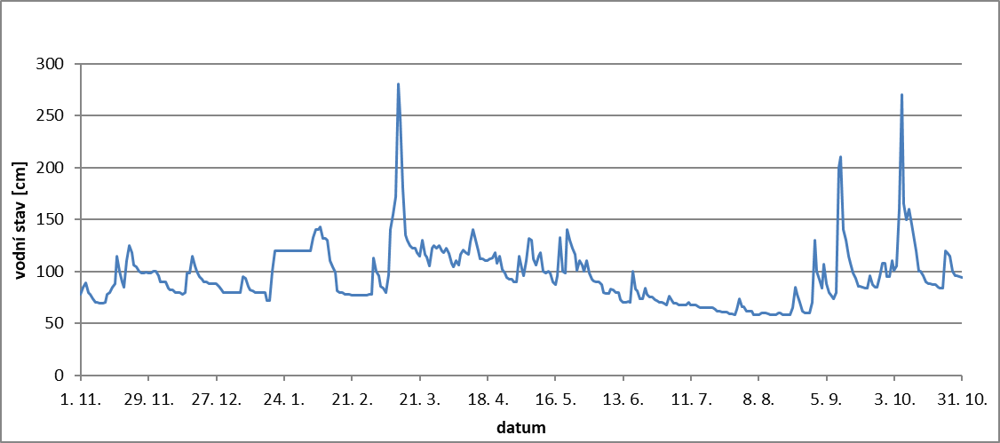 300
250
200
150
100
50
0
vodní stav [cm]
1. 11. 29. 11. 27. 12. 24. 1. 21. 2. 21. 3. 18. 4. 16. 5. 13. 6. 11. 7. 8. 8. 5. 9. 3. 10. 31. 10.
datum